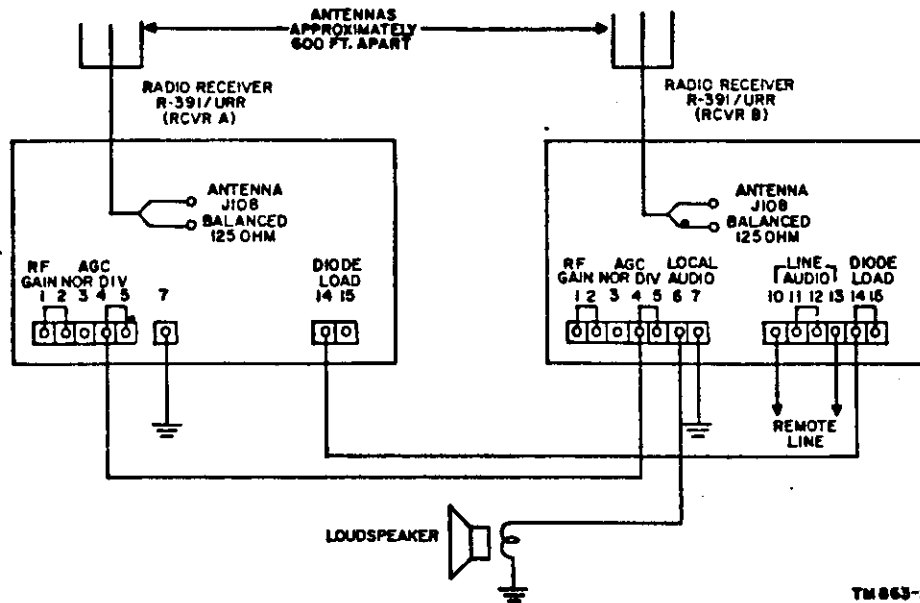 ANTENNAS
APPROXIMATELY
600 FT. APART
RADIO RECEIVER
R-391/URR
(RCVR A)
RADIO RECEIVER
R-391/URR
(RCVR B)
ANTENNA
J108
BALANCED
125 OHM
ANTENNA
J108
BALANCED
125 OHM
RF AGC
GAIN NOR DIV
1 2 3 4 5 7
DIODE
LOAD
14 15
RF AGC LOCAL
GAIN NOR DIV AUDIO
1 2 3 4 5 6 7
LINE DIODE
AUDIO LOAD
10 11 12 13 14 15
REMOTE
LINE
LOUDSPEAKER
TM 863-